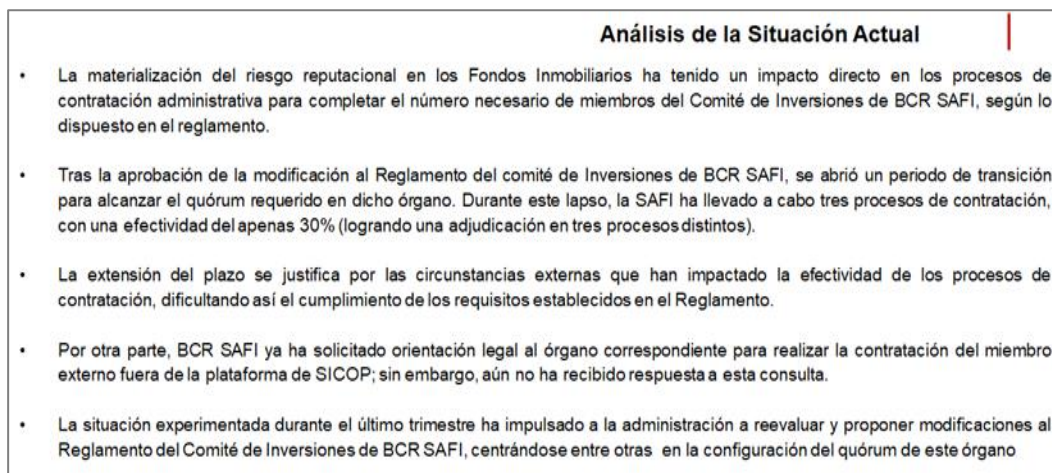 Análisis de la Situación Actual
• La materialización del riesgo reputacional en los Fondos Inmobiliarios ha tenido un impacto directo en los procesos de
contratación administrativa para completar el número necesario de miembros del Comité de Inversiones de BCR SAFI, según lo
dispuesto en el reglamento.
• Tras la aprobación de la modificación al Reglamento del comité de Inversiones de BCR SAFI, se abrió un periodo de transición
para alcanzar el quórum requerido en dicho órgano. Durante este lapso, la SAFI ha llevado a cabo tres procesos de contratación,
con una efectividad del apenas 30% (logrando una adjudicación en tres procesos distintos).
• La extensión del plazo se justifica por las circunstancias externas que han impactado la efectividad de los procesos de
contratación, dificultando así el cumplimiento de los requisitos establecidos en el Reglamento.
• Por otra parte, BCR SAFI ya ha solicitado orientación legal al órgano correspondiente para realizar la contratación del miembro
externo fuera de la plataforma de SICOP; sin embargo, aún no ha recibido respuesta a esta consulta.
• La situación experimentada durante el último trimestre ha impulsado a la administración a reevaluar y proponer modificaciones al
Reglamento del Comité de Inversiones de BCR SAFI, centrándose entre otras en la configuración del quórum de este órgano